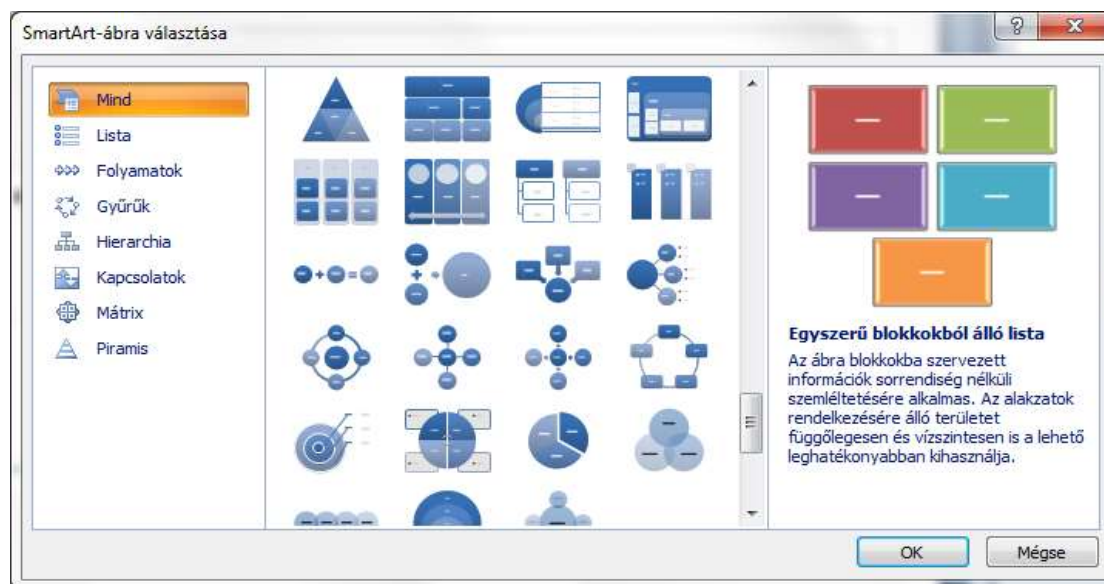 SmartArt-ábra választása
Mind
Lista
Folyamatok
Gyűrűk
Hierarchia
Kapcsolatok
Mátrix
Piramis
Egyszerű blokkokból álló lista
Az ábra blokkokba szervezett
információk sorrendiség nélküli
szemléltetésére alkalmas. Az alakzatok
rendelkezésére álló területet
függőlegesen és vízszintesen is a lehető
leghatékonyabban kihasználja.
OK
Mégse